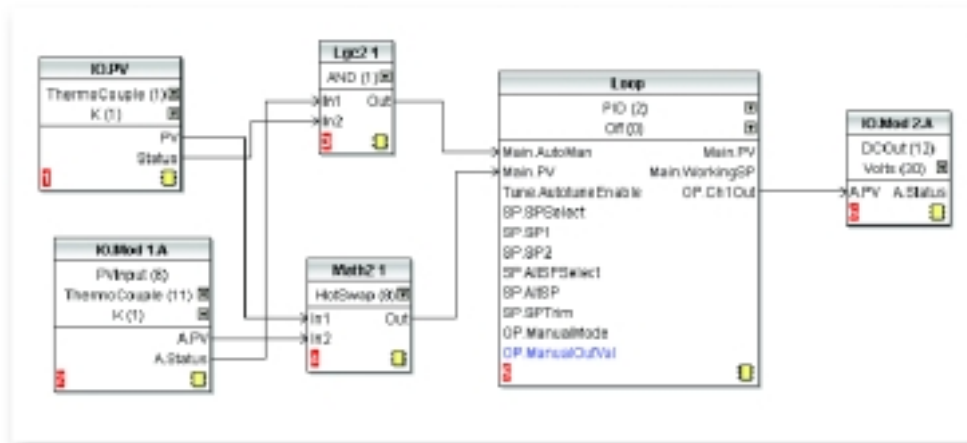 IO.PV
ThermoCouple (1)
K (1)
PV
Status
1
Lgc2 1
AND (1)
In1 Out
In2
3
IO.Mod 1.A
PVInput (6)
ThermoCouple (11)
K (1)
A.PV
A.Status
2
Math2 1
HotSwap (9)
In1 Out
In2
4
Loop
PID (2)
Off (0)
Main.AutoMan Main.PV
Main.PV Main.WorkingSP
Tune.AutotuneEnable OP.Ch1Out
SP.SPSelect
SP.SP1
SP.SP2
SP.AltSPSelect
SP.AltSP
SP.SPTrim
OP.ManualMode
OP.ManualOutVal
IO.Mod 2.A
DCOut (12)
Volts (20)
A.PV A.Status